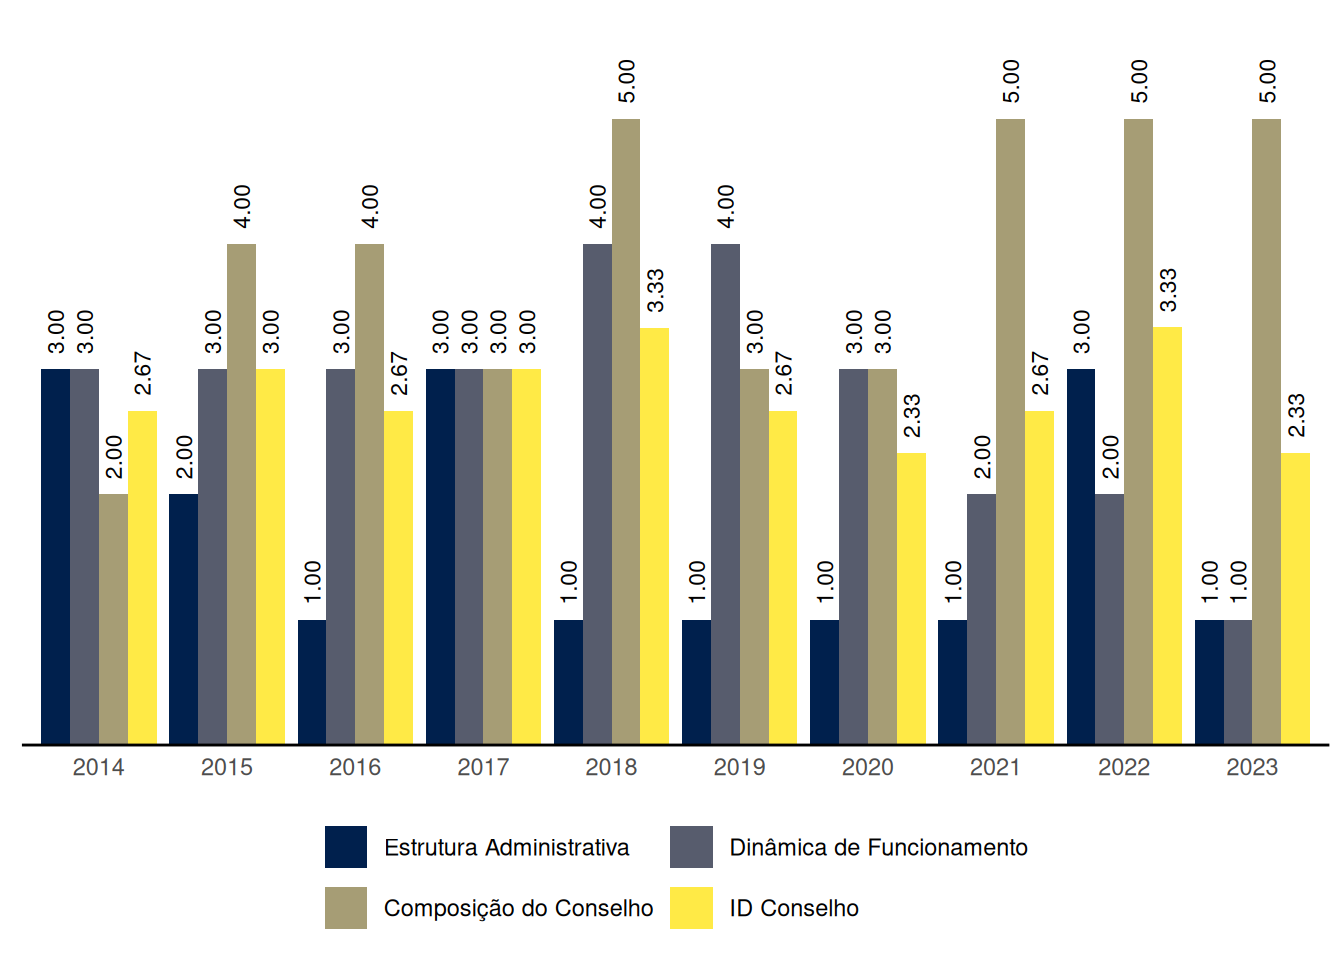 3.00 3.00 2.00 2.67 2.00 3.00 4.00 3.00 1.00 3.00 4.00 2.67 3.00 3.00 3.00 3.00 1.00 4.00 5.00 3.33 1.00 4.00 3.00 2.67 1.00 3.00 3.00 2.33 1.00 2.00 5.00 2.67 3.00 2.00 5.00 3.33 1.00 1.00 5.00 2.33
2014 2015 2016 2017 2018 2019 2020 2021 2022 2023
Estrutura Administrativa Dinâmica de Funcionamento
Composição do Conselho ID Conselho